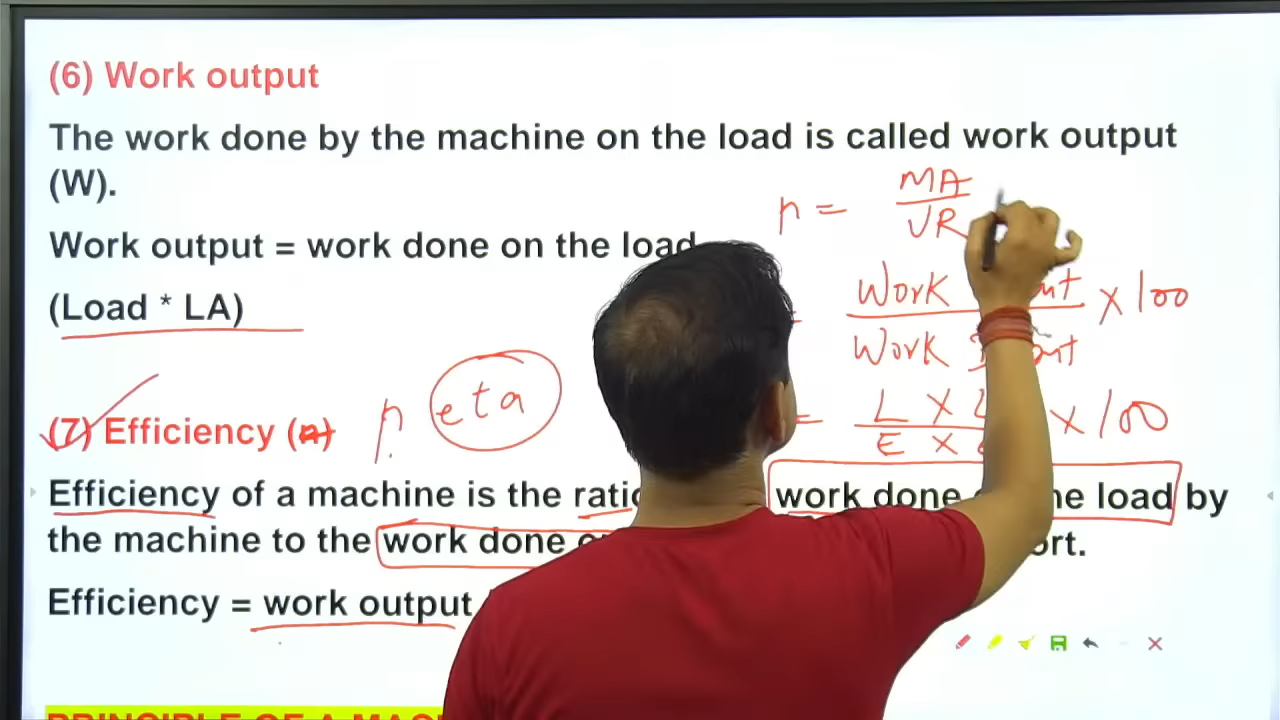 (6) Work output
The work done by the machine on the load is called work output
(W).
η = MA
VR
Work output = work done on the load
(Load * LA)
Work × 100
Work
= L × × 100
E ×
η eta
(7) Efficiency (n)
Efficiency of a machine is the work done the load by
the machine to the work done
Efficiency = work output